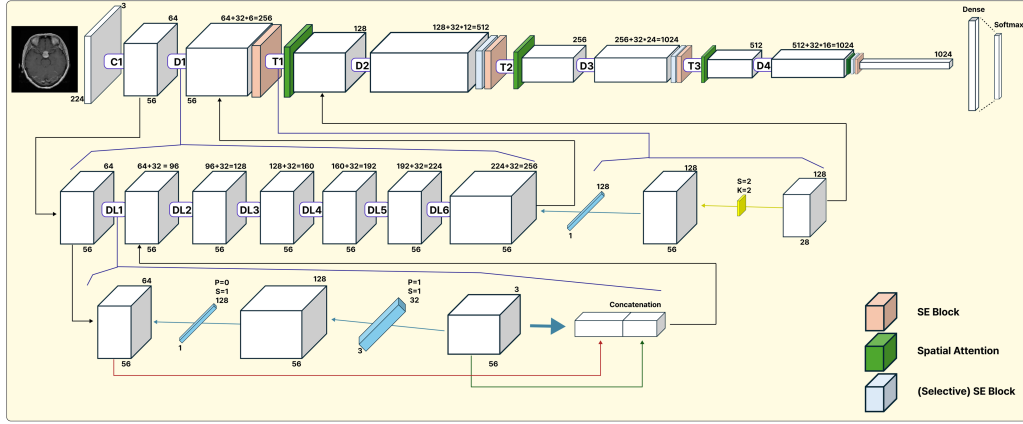 3
224
C1
64
56
D1
64+32*6=256
56
T1
128
D2
128+32*12=512
T2
256
D3
256+32*24=1024
T3
512
D4
512+32*16=1024
1024
Dense
Softmax
64
56
DL1
64+32 = 96
56
DL2
96+32=128
56
DL3
128+32=160
56
DL4
160+32=192
56
DL5
192+32=224
56
DL6
224+32=256
56
128
1
128
56
S=2
K=2
128
28
64
56
P=0
S=1
128
1
128
56
P=1
S=1
32
3
3
56
Concatenation
SE Block
Spatial Attention
(Selective) SE Block